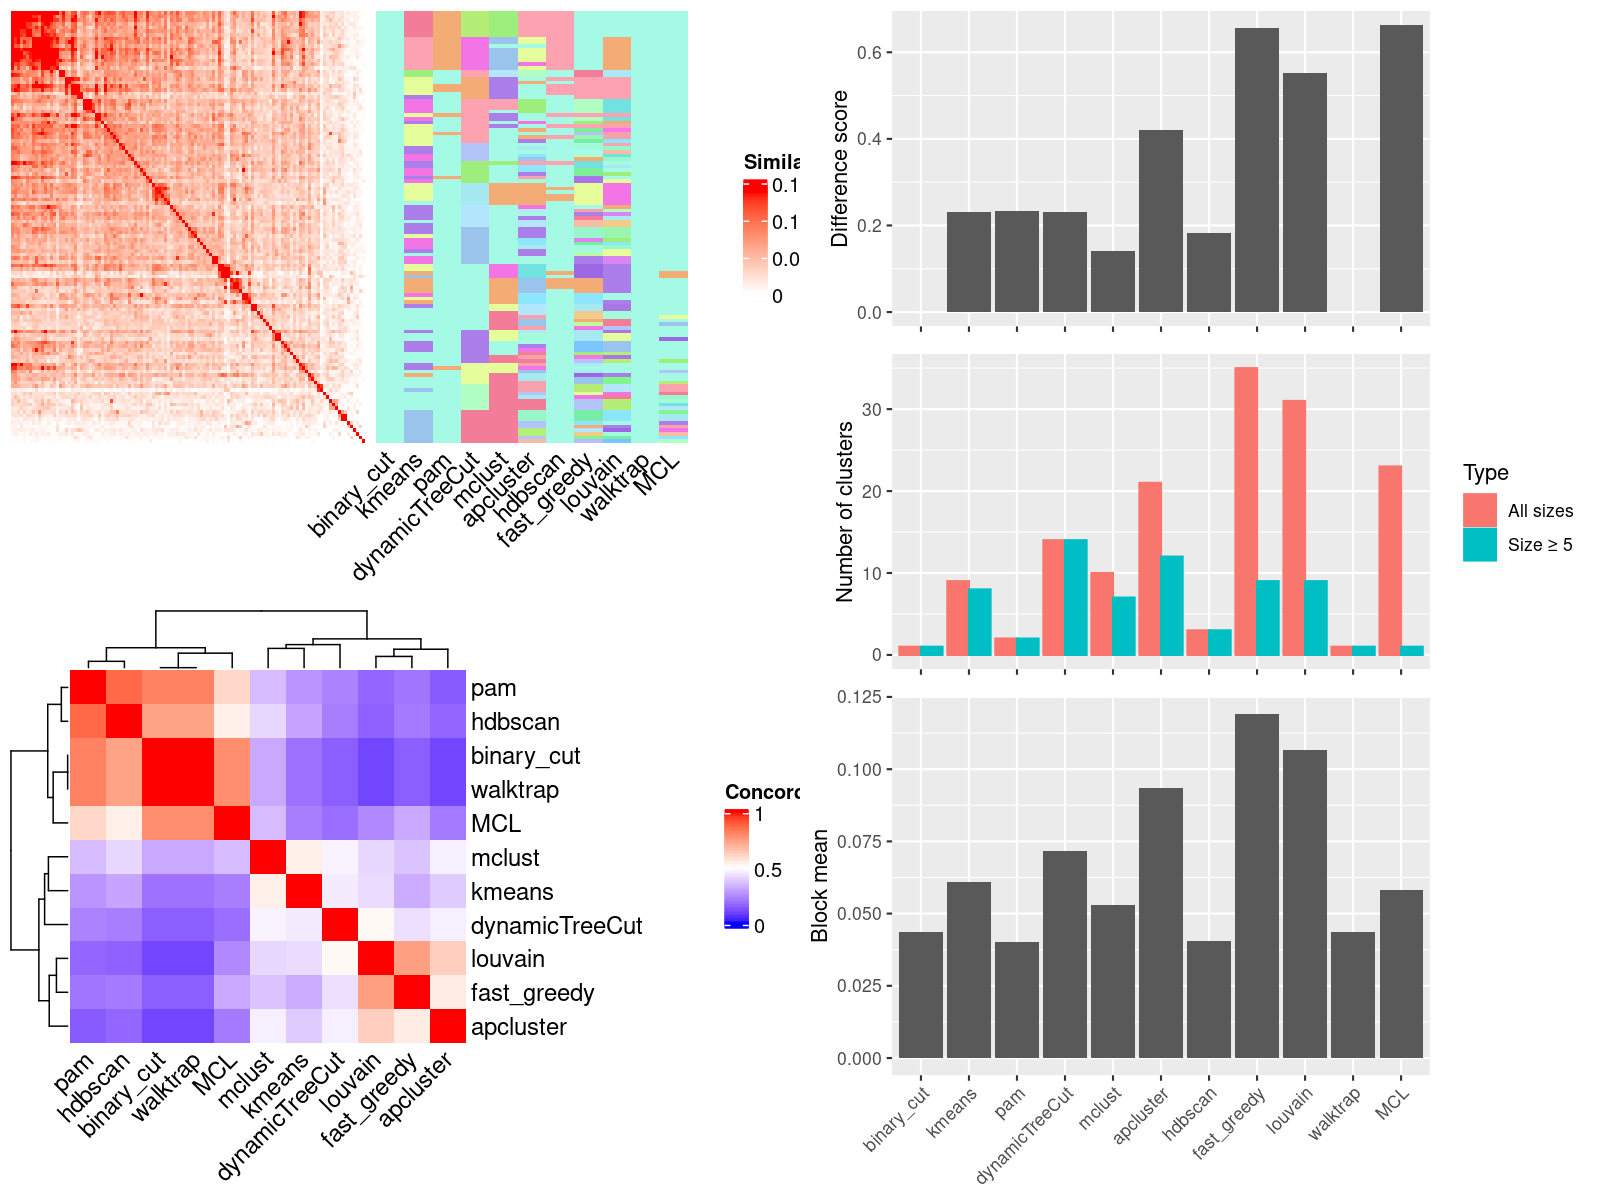 Simila
0.1
0.1
0.0
0
binary_cut
kmeans
pam
dynamicTreeCut
mclust
apcluster
hdbscan
fast_greedy
louvain
walktrap
MCL
pam
hdbscan
binary_cut
walktrap
MCL
mclust
kmeans
dynamicTreeCut
louvain
fast_greedy
apcluster
pam
hdbscan
binary_cut
walktrap
MCL
mclust
kmeans
dynamicTreeCut
louvain
fast_greedy
apcluster
Concord
1
0.5
0
Difference score
0.6
0.4
0.2
0.0
Number of clusters
30
20
10
0
Type
All sizes
Size ≥ 5
Block mean
0.125
0.100
0.075
0.050
0.025
0.000
binary_cut
kmeans
pam
dynamicTreeCut
mclust
apcluster
hdbscan
fast_greedy
louvain
walktrap
MCL